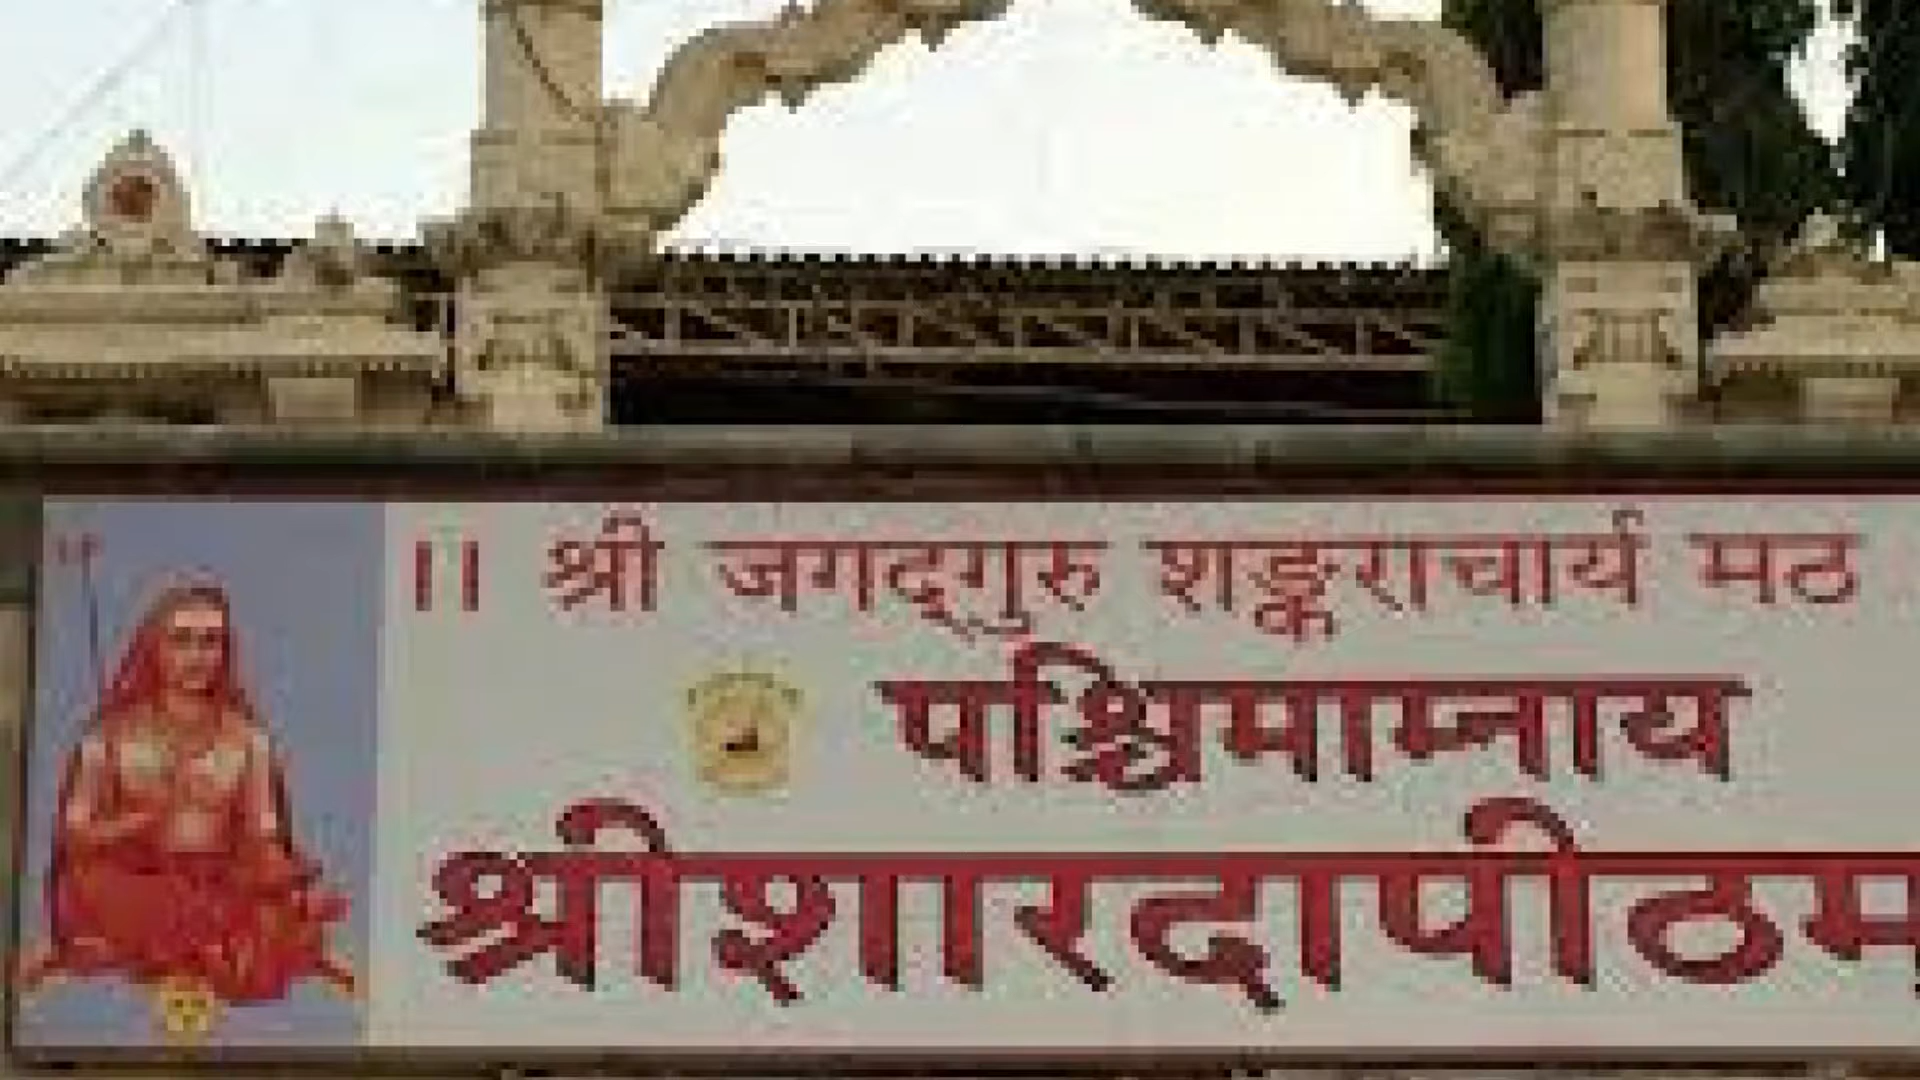 ।। श्री जगद्गुरु शङ्कराचार्य मठ
पश्चिमाम्नाय
श्रीशारदापीठम